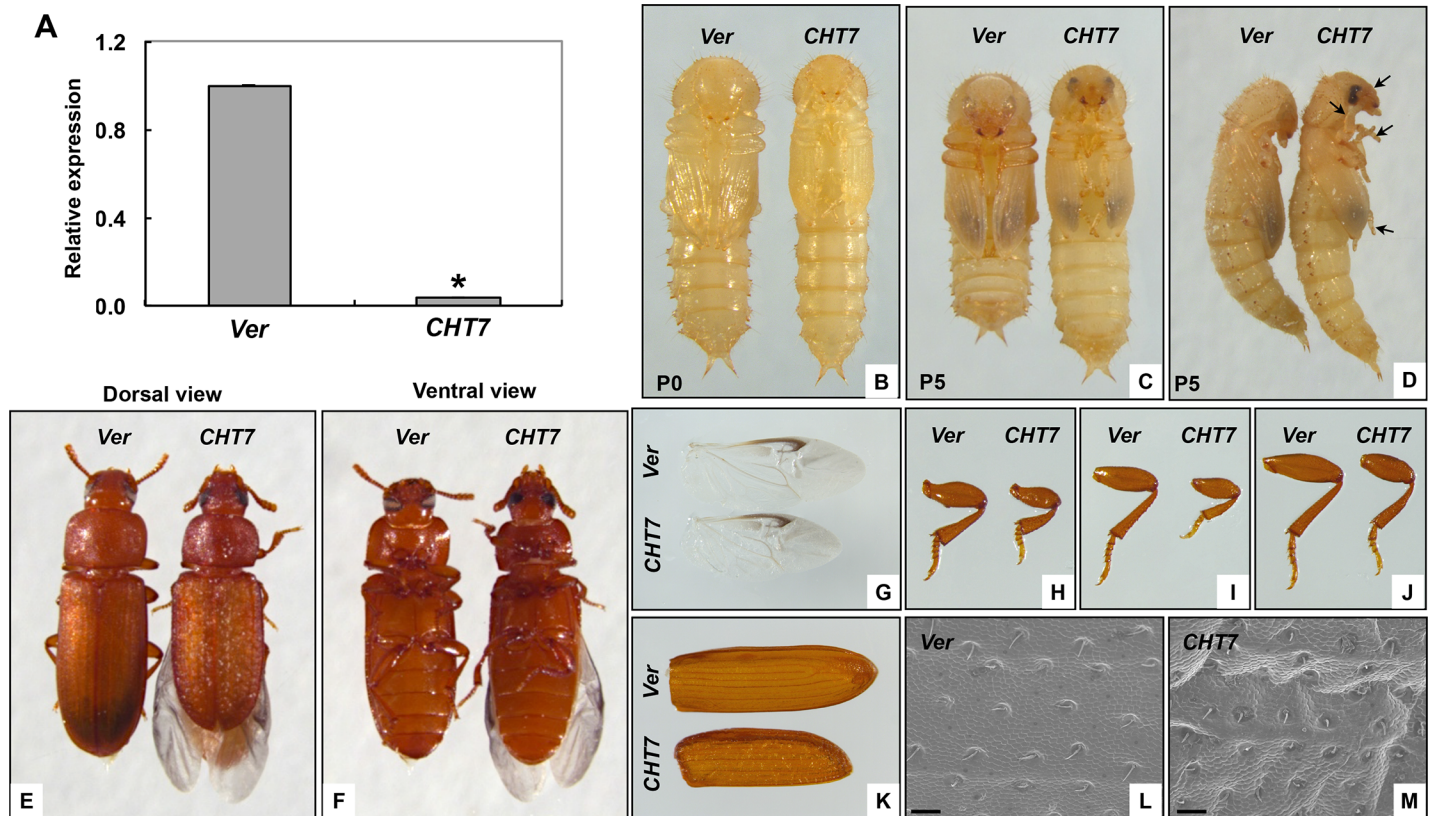 A
1.2
0.8
0.4
0.0
Relative expression
*
Ver
CHT7
Ver
CHT7
P0
B
Ver
CHT7
P5
C
Ver
CHT7
P5
D
Dorsal view
Ver
CHT7
E
Ventral view
Ver
CHT7
F
Ver
CHT7
G
Ver
CHT7
H
Ver
CHT7
I
Ver
CHT7
J
Ver
CHT7
K
Ver
L
CHT7
M